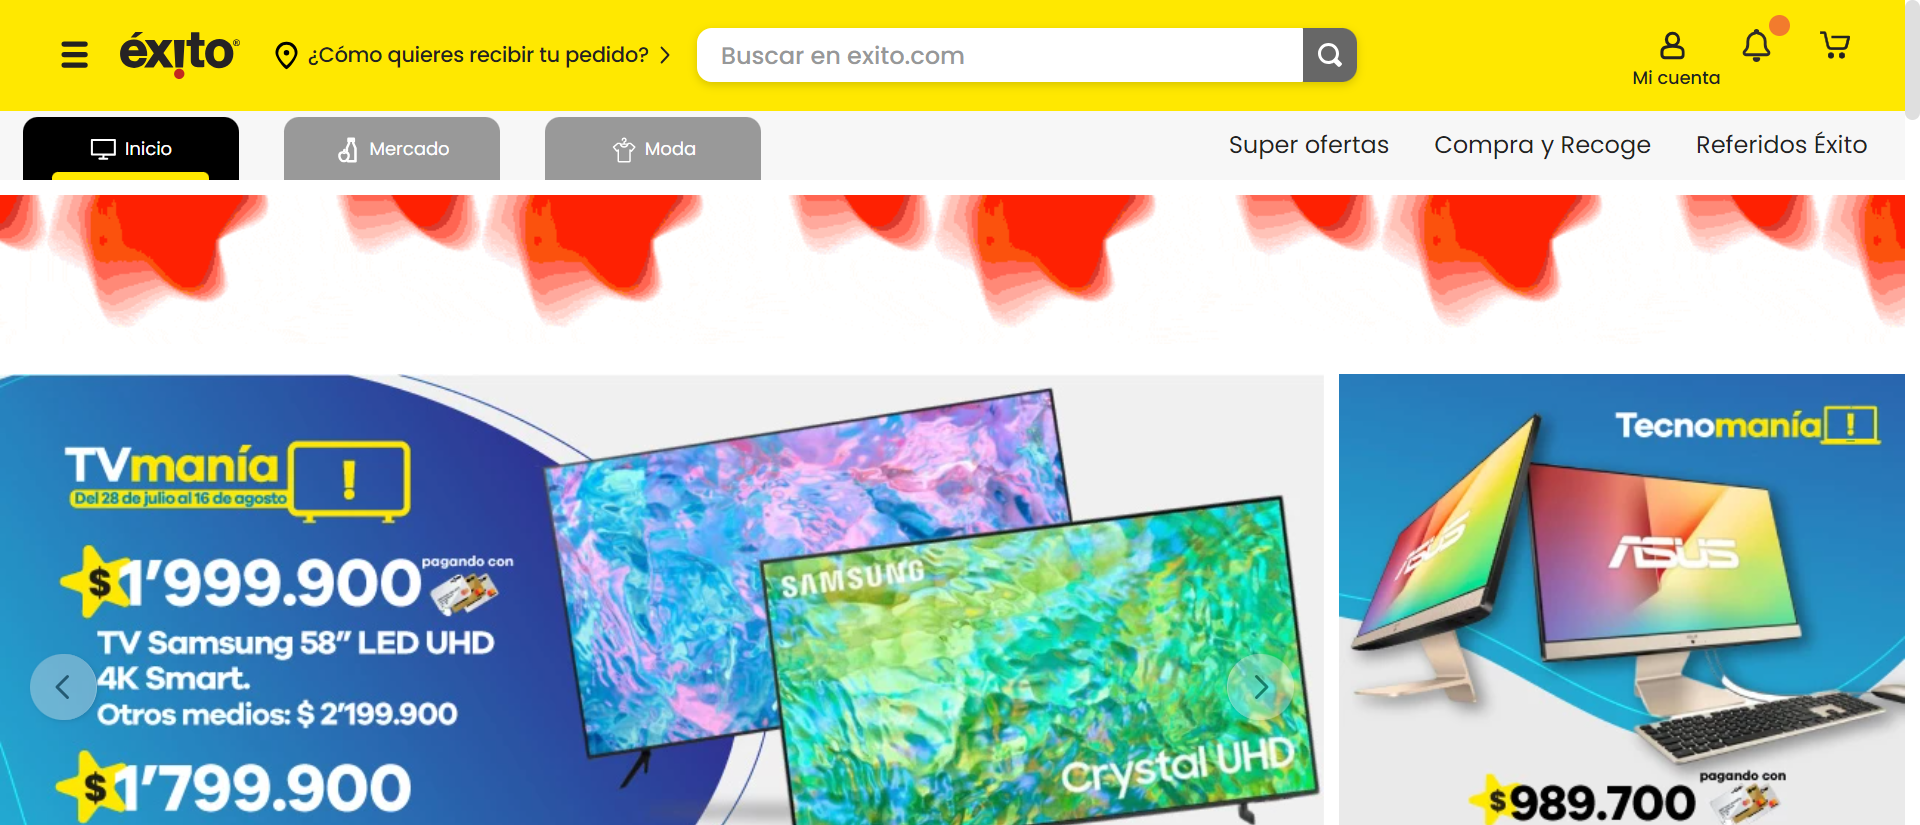 éxito®
¿Cómo quieres recibir tu pedido?
Buscar en exito.com
Mi cuenta
Inicio
Mercado
Moda
Super ofertas
Compra y Recoge
Referidos Éxito
TVmanía !
Del 28 de julio al 16 de agosto
$1'999.900
pagando con
TV Samsung 58” LED UHD
4K Smart.
Otros medios: $ 2'199.900
$1'799.900
SAMSUNG
Crystal UHD
Tecnomanía !
ASUS
ASUS
pagando con
$989.700